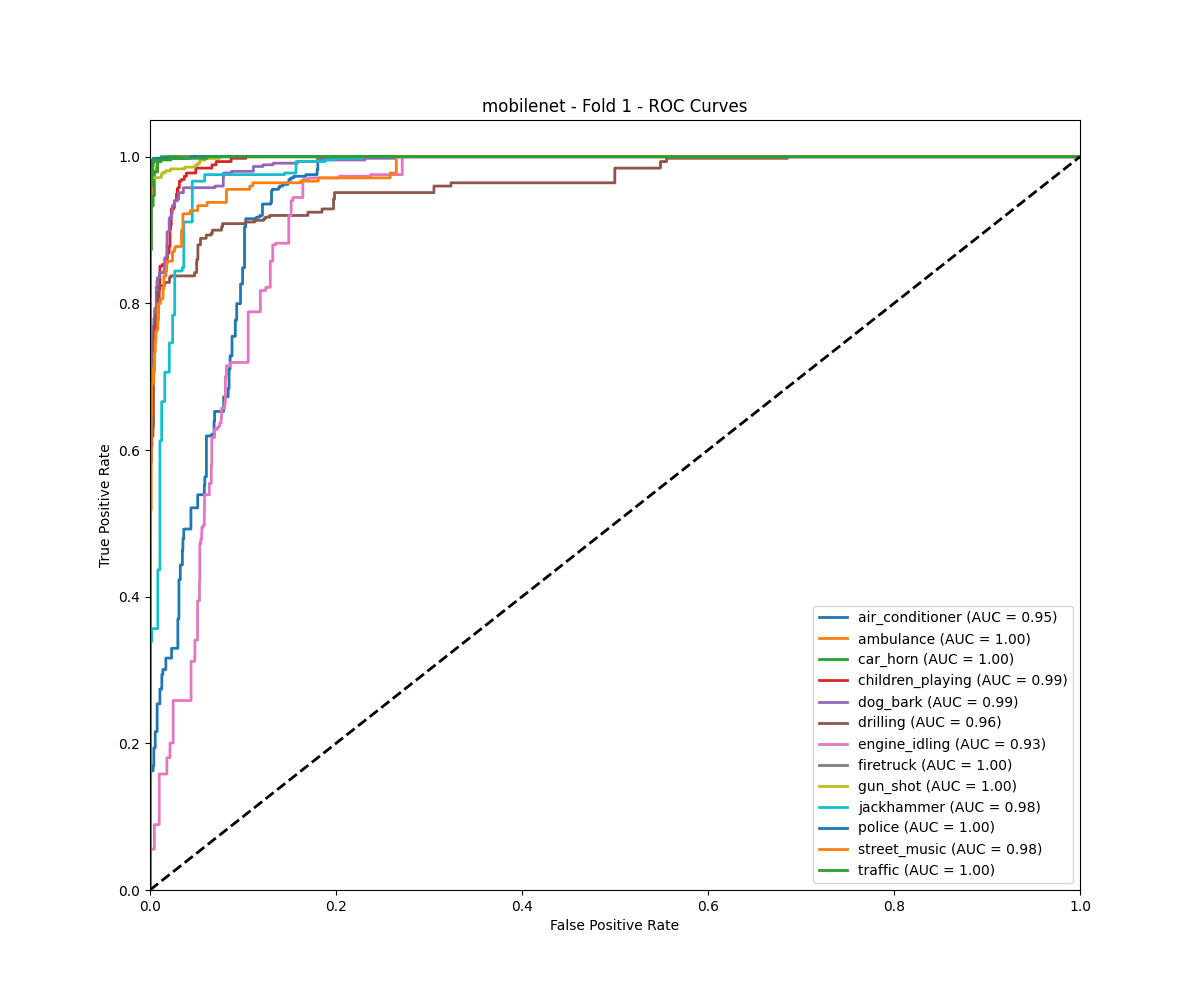 mobilenet - Fold 1 - ROC Curves
1.0
0.8
0.6
0.4
0.2
0.0
True Positive Rate
air_conditioner (AUC = 0.95)
ambulance (AUC = 1.00)
car_horn (AUC = 1.00)
children_playing (AUC = 0.99)
dog_bark (AUC = 0.99)
drilling (AUC = 0.96)
engine_idling (AUC = 0.93)
firetruck (AUC = 1.00)
gun_shot (AUC = 1.00)
jackhammer (AUC = 0.98)
police (AUC = 1.00)
street_music (AUC = 0.98)
traffic (AUC = 1.00)
0.0 0.2 0.4 0.6 0.8 1.0
False Positive Rate